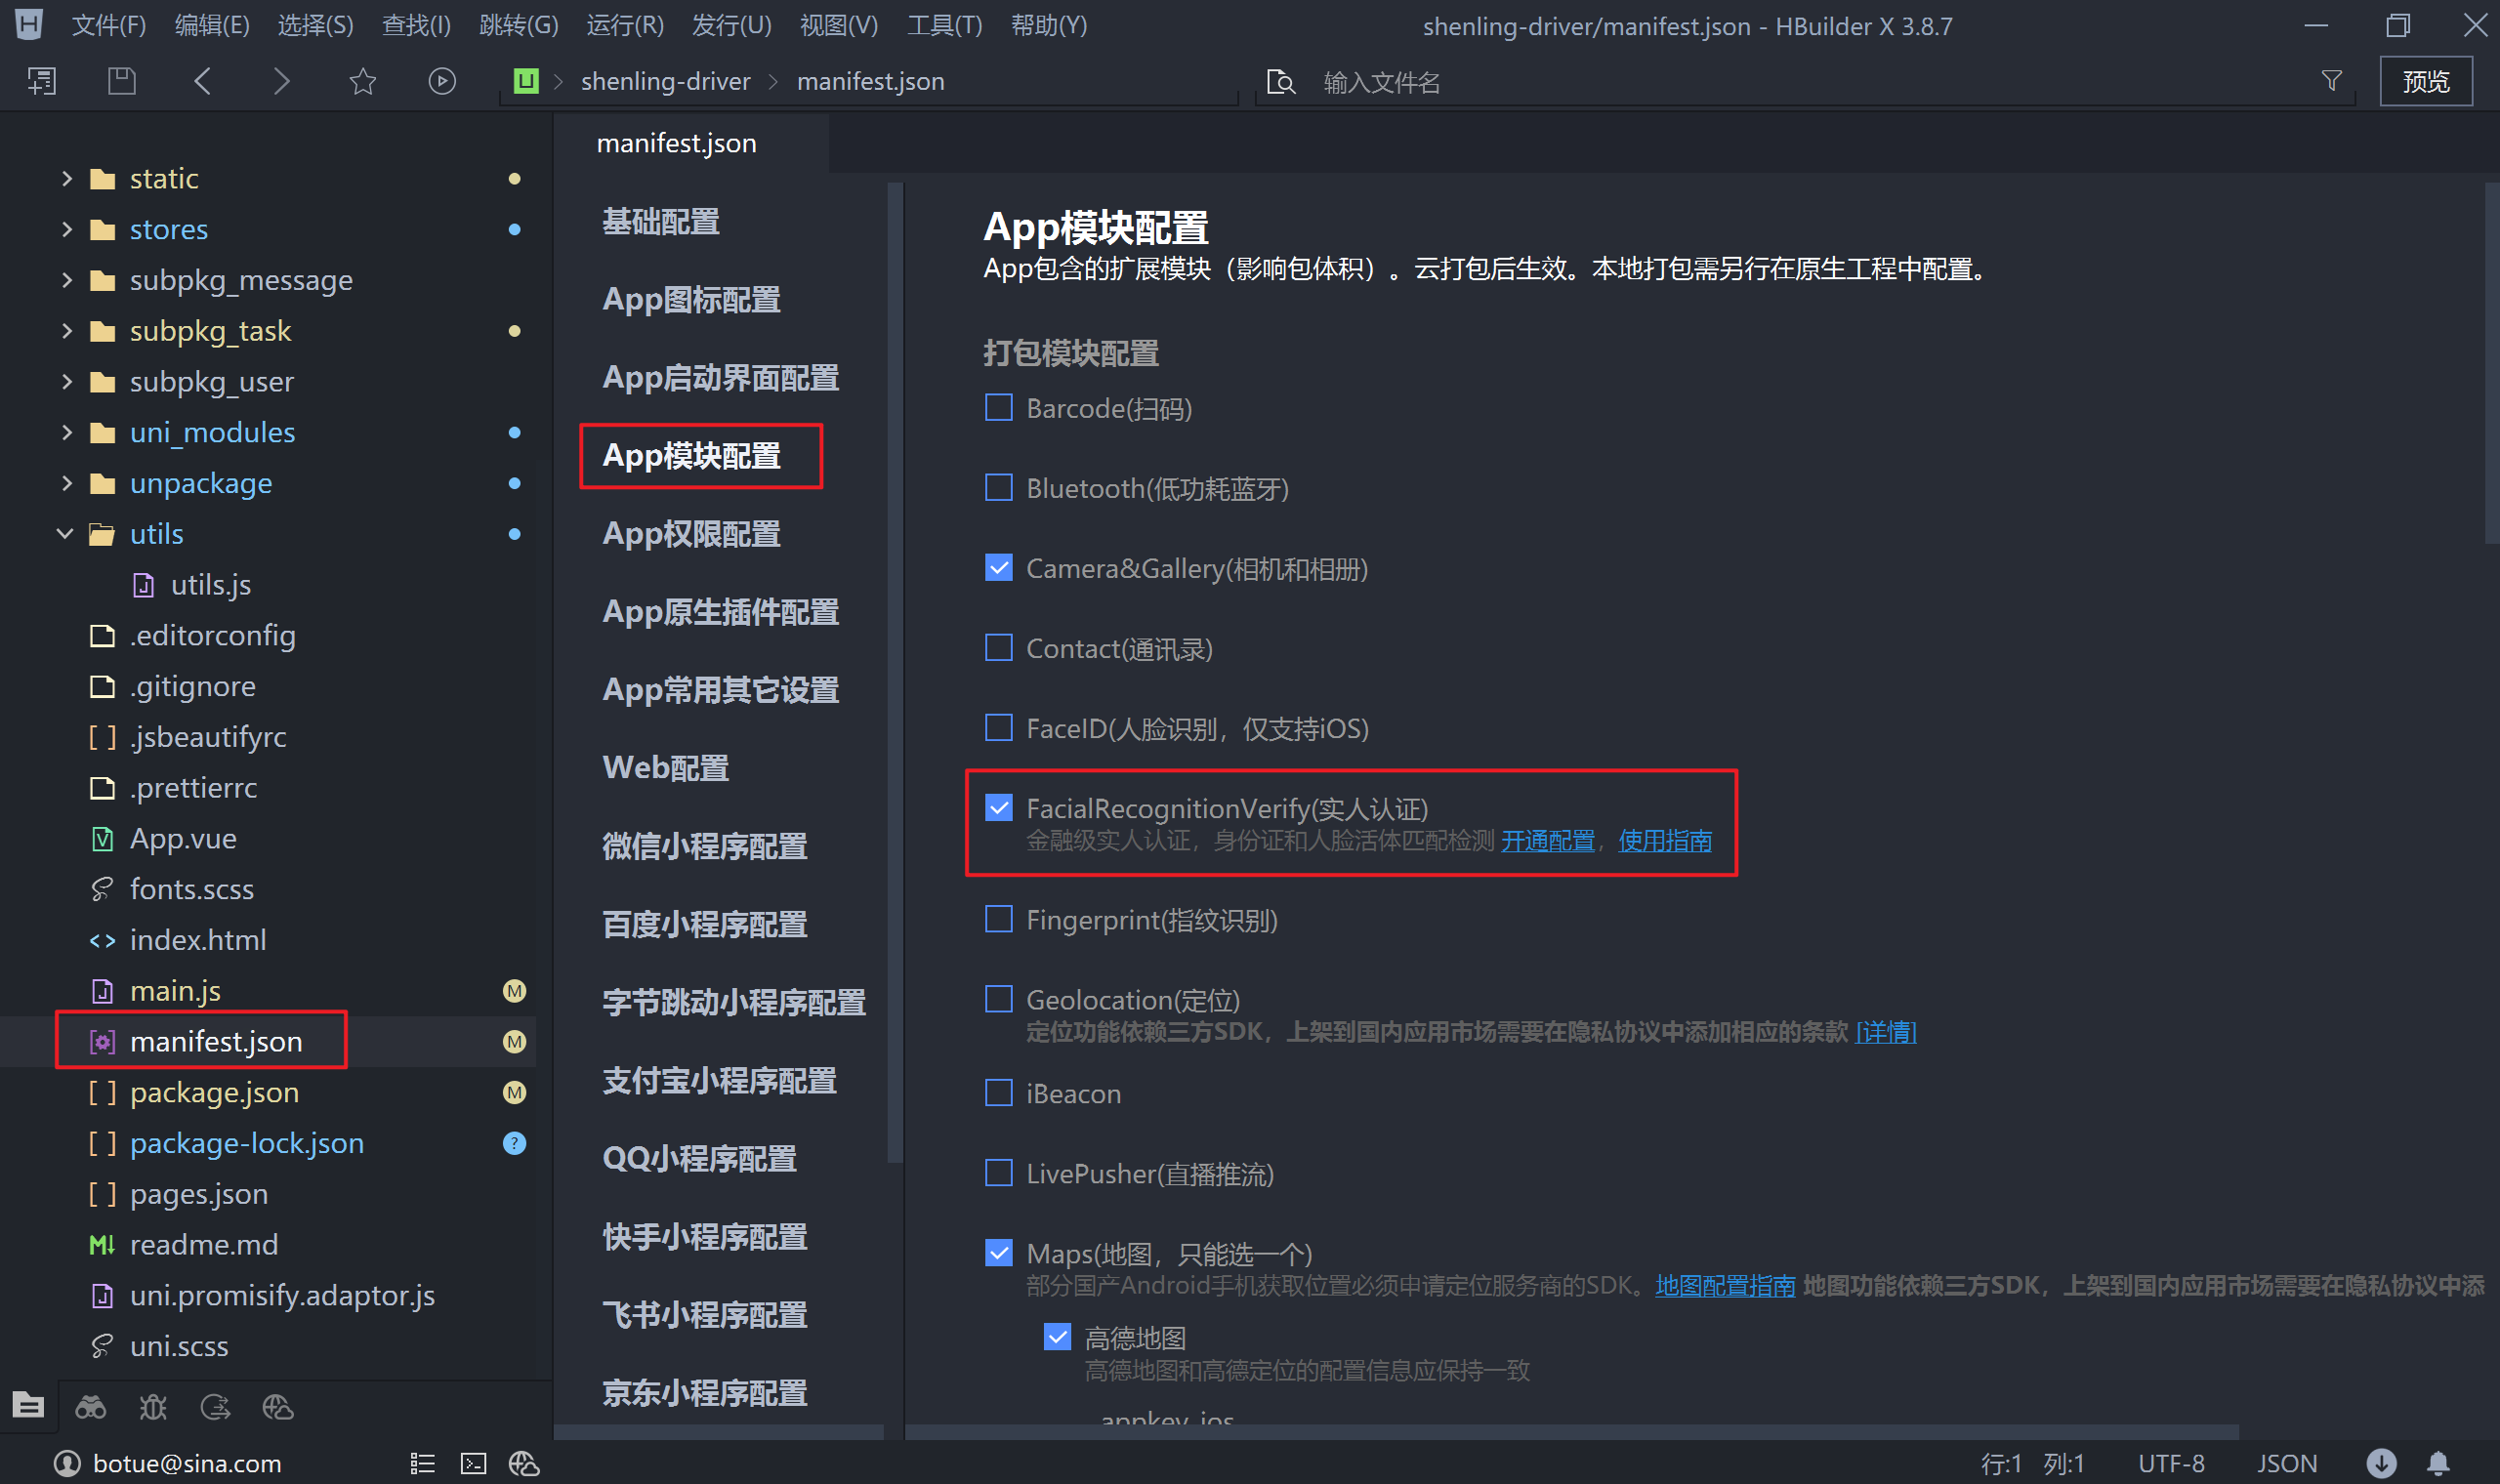 文件(F) 编辑(E) 选择(S) 查找(I) 跳转(G) 运行(R) 发行(U) 视图(V) 工具(T) 帮助(Y) shenling-driver/manifest.json - HBuilder X 3.8.7
shenling-driver manifest.json 输入文件名 预览
manifest.json
static
stores
subpkg_message
subpkg_task
subpkg_user
uni_modules
unpackage
utils
utils.js
.editorconfig
.gitignore
.jsbeautifyrc
.prettierrc
App.vue
fonts.scss
index.html
main.js M
manifest.json M
package.json M
package-lock.json ?
pages.json
readme.md
uni.promisify.adaptor.js
uni.scss
基础配置
App图标配置
App启动界面配置
App模块配置
App权限配置
App原生插件配置
App常用其它设置
Web配置
微信小程序配置
百度小程序配置
字节跳动小程序配置
支付宝小程序配置
QQ小程序配置
快手小程序配置
飞书小程序配置
京东小程序配置
App模块配置
App包含的扩展模块（影响包体积）。云打包后生效。本地打包需另行在原生工程中配置。
打包模块配置
Barcode(扫码)
Bluetooth(低功耗蓝牙)
Camera&Gallery(相机和相册)
Contact(通讯录)
FaceID(人脸识别，仅支持iOS)
FacialRecognitionVerify(实人认证)
金融级实人认证，身份证和人脸活体匹配检测 开通配置，使用指南
Fingerprint(指纹识别)
Geolocation(定位)
定位功能依赖三方SDK，上架到国内应用市场需要在隐私协议中添加相应的条款 [详情]
iBeacon
LivePusher(直播推流)
Maps(地图，只能选一个)
部分国产Android手机获取位置必须申请定位服务商的SDK。地图配置指南 地图功能依赖三方SDK，上架到国内应用市场需要在隐私协议中添
高德地图
高德地图和高德定位的配置信息应保持一致
appkey_ios
botue@sina.com 行:1 列:1 UTF-8 JSON